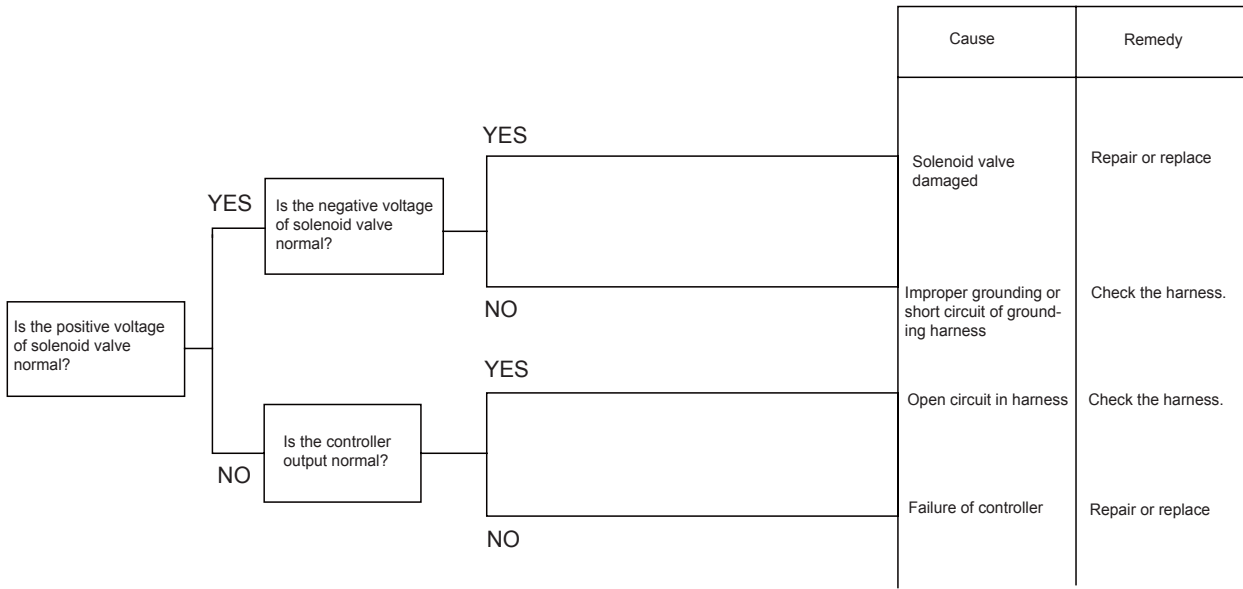 Cause
Remedy
YES
Solenoid valve
damaged
Repair or replace
YES
Is the negative voltage
of solenoid valve
normal?
NO
Improper grounding or
short circuit of ground-
ing harness
Check the harness.
Is the positive voltage
of solenoid valve
normal?
YES
Open circuit in harness
Check the harness.
NO
Is the controller
output normal?
NO
Failure of controller
Repair or replace